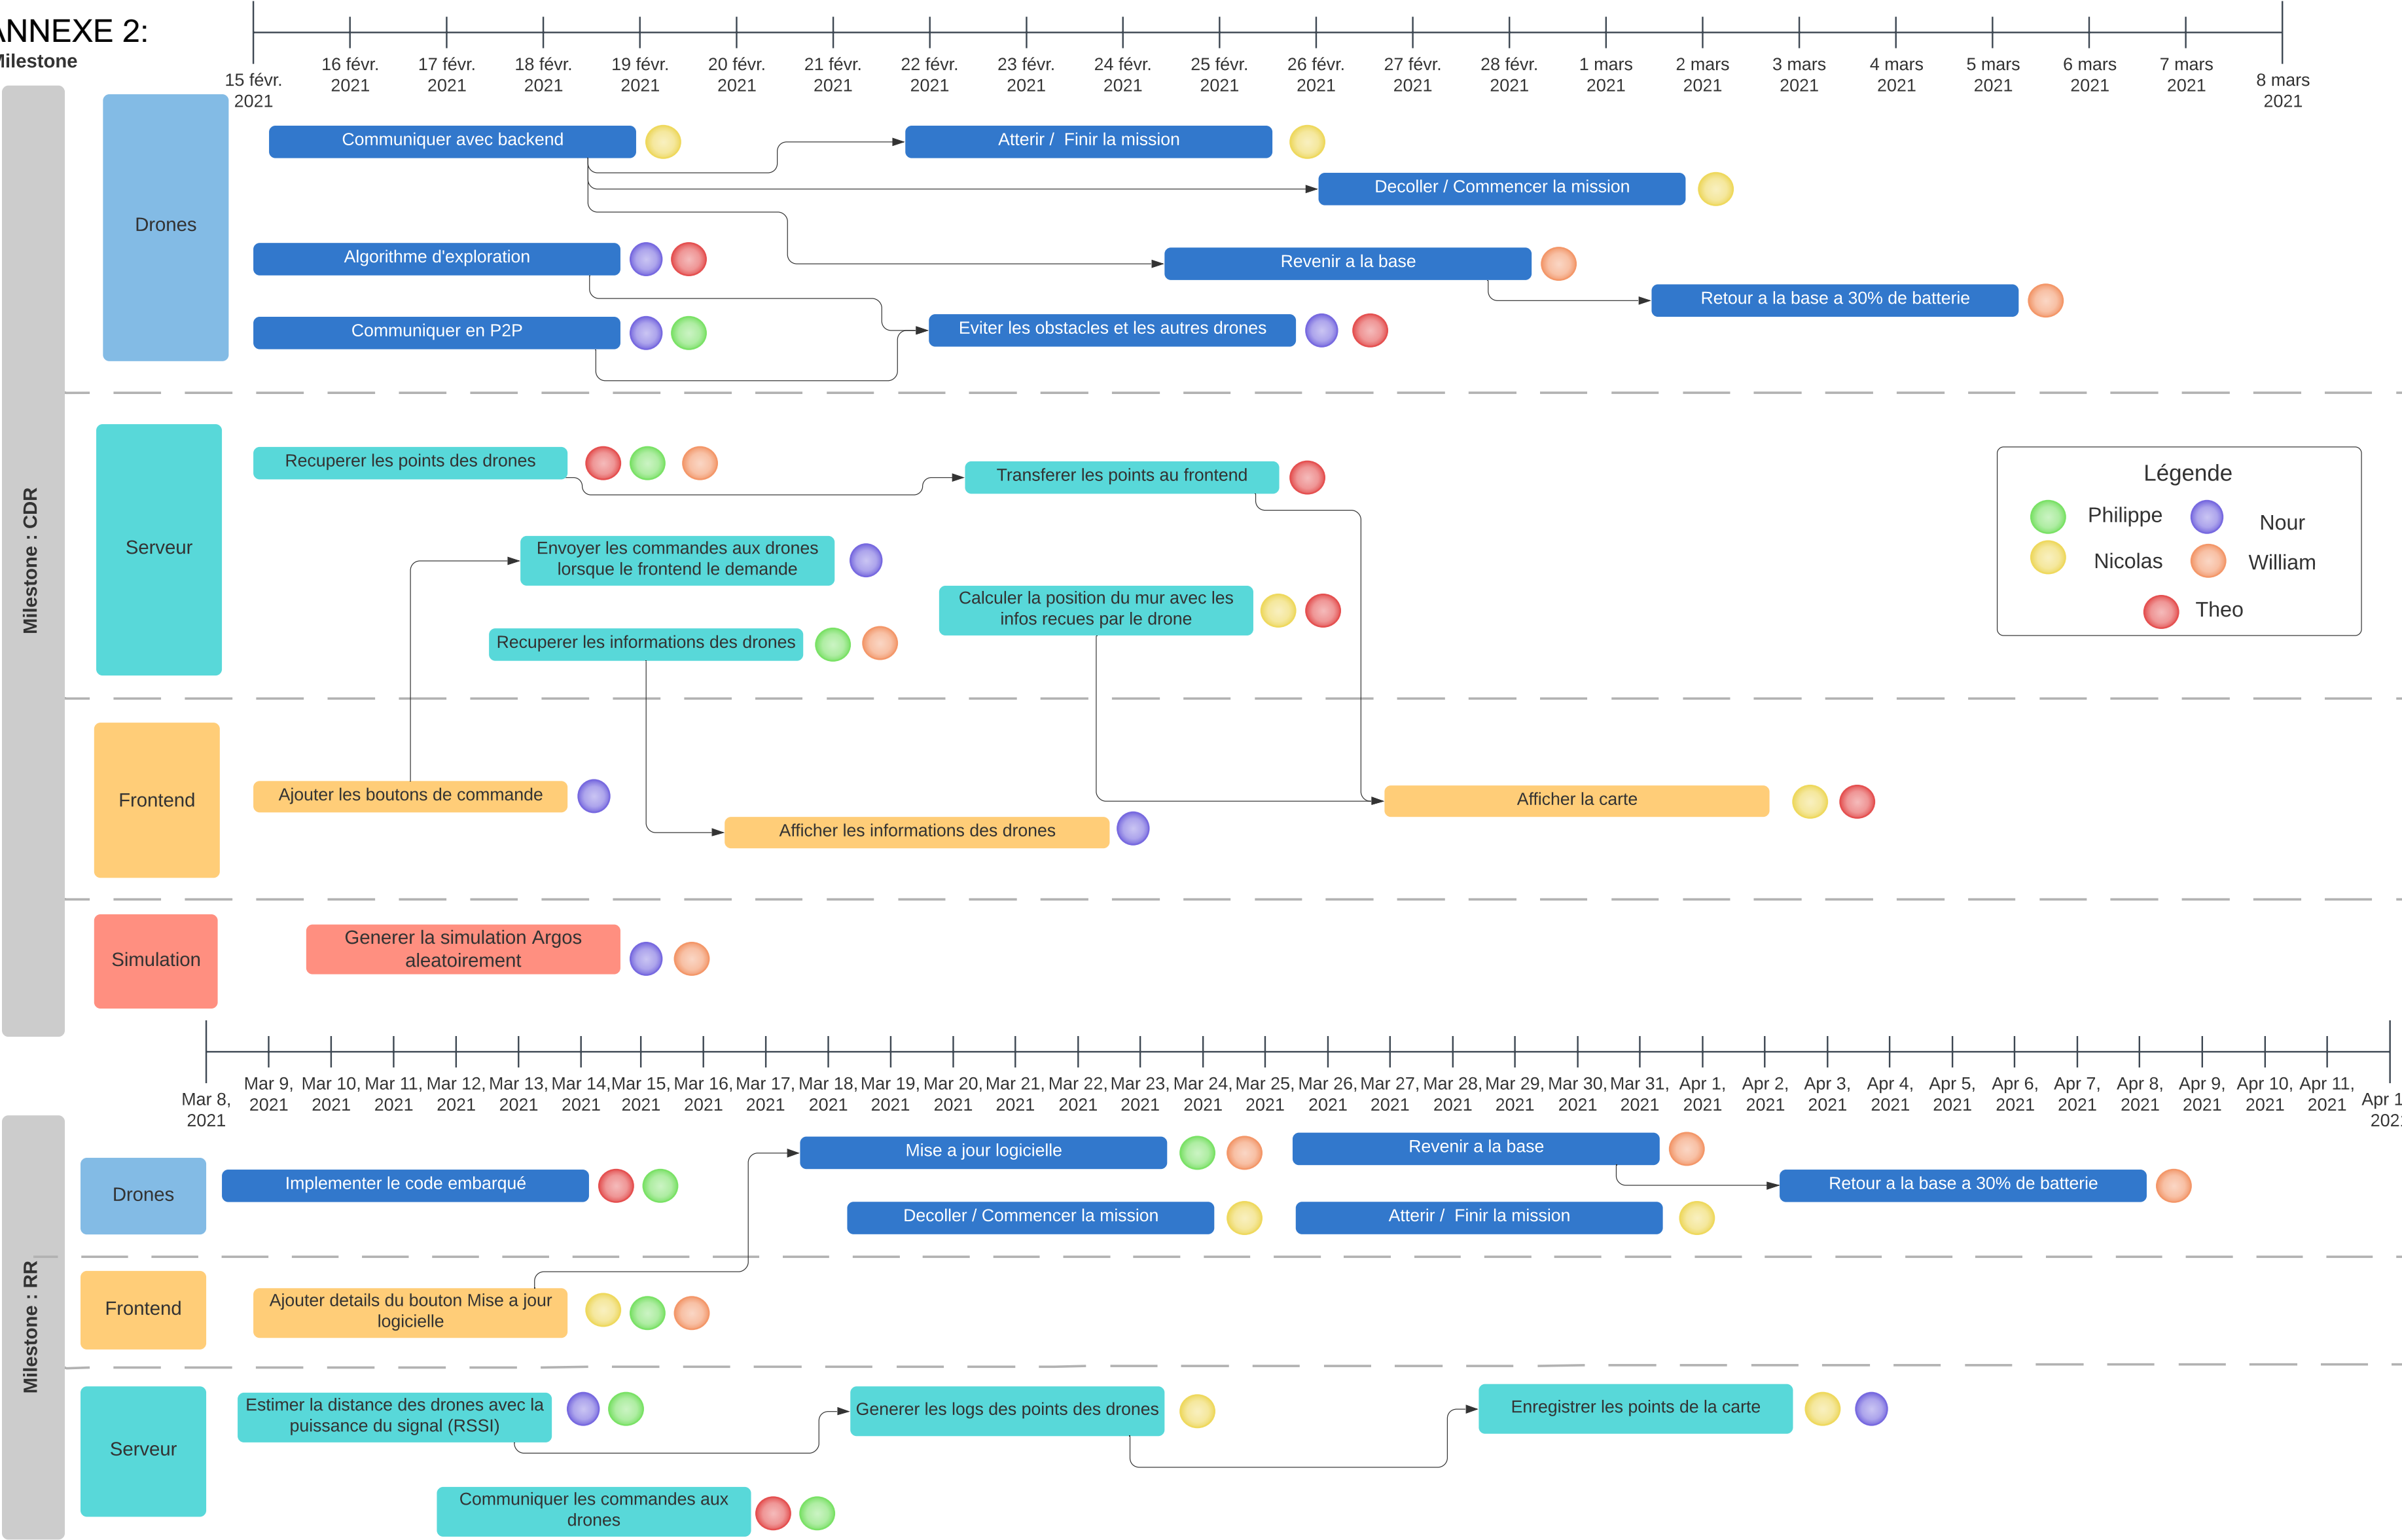 ANNEXE 2:
Milestone
15 févr.
2021
16 févr.
2021
17 févr.
2021
18 févr.
2021
19 févr.
2021
20 févr.
2021
21 févr.
2021
22 févr.
2021
23 févr.
2021
24 févr.
2021
25 févr.
2021
26 févr.
2021
27 févr.
2021
28 févr.
2021
1 mars
2021
2 mars
2021
3 mars
2021
4 mars
2021
5 mars
2021
6 mars
2021
7 mars
2021
8 mars
2021
Milestone : CDR
Drones
Communiquer avec backend
Atterir / Finir la mission
Decoller / Commencer la mission
Algorithme d'exploration
Revenir a la base
Retour a la base a 30% de batterie
Communiquer en P2P
Eviter les obstacles et les autres drones
Serveur
Recuperer les points des drones
Transferer les points au frontend
Envoyer les commandes aux drones
lorsque le frontend le demande
Calculer la position du mur avec les
infos recues par le drone
Recuperer les informations des drones
Légende
Philippe
Nour
Nicolas
William
Theo
Frontend
Ajouter les boutons de commande
Afficher la carte
Afficher les informations des drones
Simulation
Generer la simulation Argos
aleatoirement
Mar 8,
2021
Mar 9,
2021
Mar 10,
2021
Mar 11,
2021
Mar 12,
2021
Mar 13,
2021
Mar 14,
2021
Mar 15,
2021
Mar 16,
2021
Mar 17,
2021
Mar 18,
2021
Mar 19,
2021
Mar 20,
2021
Mar 21,
2021
Mar 22,
2021
Mar 23,
2021
Mar 24,
2021
Mar 25,
2021
Mar 26,
2021
Mar 27,
2021
Mar 28,
2021
Mar 29,
2021
Mar 30,
2021
Mar 31,
2021
Apr 1,
2021
Apr 2,
2021
Apr 3,
2021
Apr 4,
2021
Apr 5,
2021
Apr 6,
2021
Apr 7,
2021
Apr 8,
2021
Apr 9,
2021
Apr 10,
2021
Apr 11,
2021
Apr 1
202
Milestone : RR
Drones
Mise a jour logicielle
Revenir a la base
Implementer le code embarqué
Retour a la base a 30% de batterie
Decoller / Commencer la mission
Atterir / Finir la mission
Frontend
Ajouter details du bouton Mise a jour
logicielle
Serveur
Estimer la distance des drones avec la
puissance du signal (RSSI)
Generer les logs des points des drones
Enregistrer les points de la carte
Communiquer les commandes aux
drones